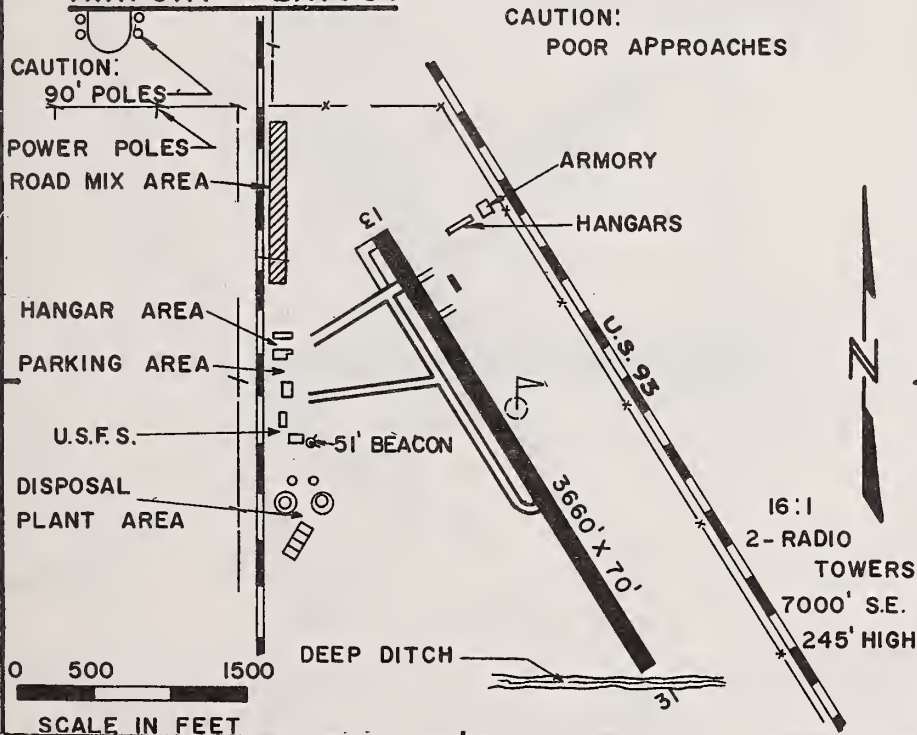 CAUTION:
POOR APPROACHES
CAUTION:
90' POLES
POWER POLES
ROAD MIX AREA
ARMORY
HANGARS
13
HANGAR AREA
PARKING AREA
U.S. 93
N
U.S.F.S.
51' BEACON
DISPOSAL
PLANT AREA
3660' X 70'
16:1
2-RADIO
TOWERS
7000' S.E.
245' HIGH
DEEP DITCH
31
0 500 1500
SCALE IN FEET